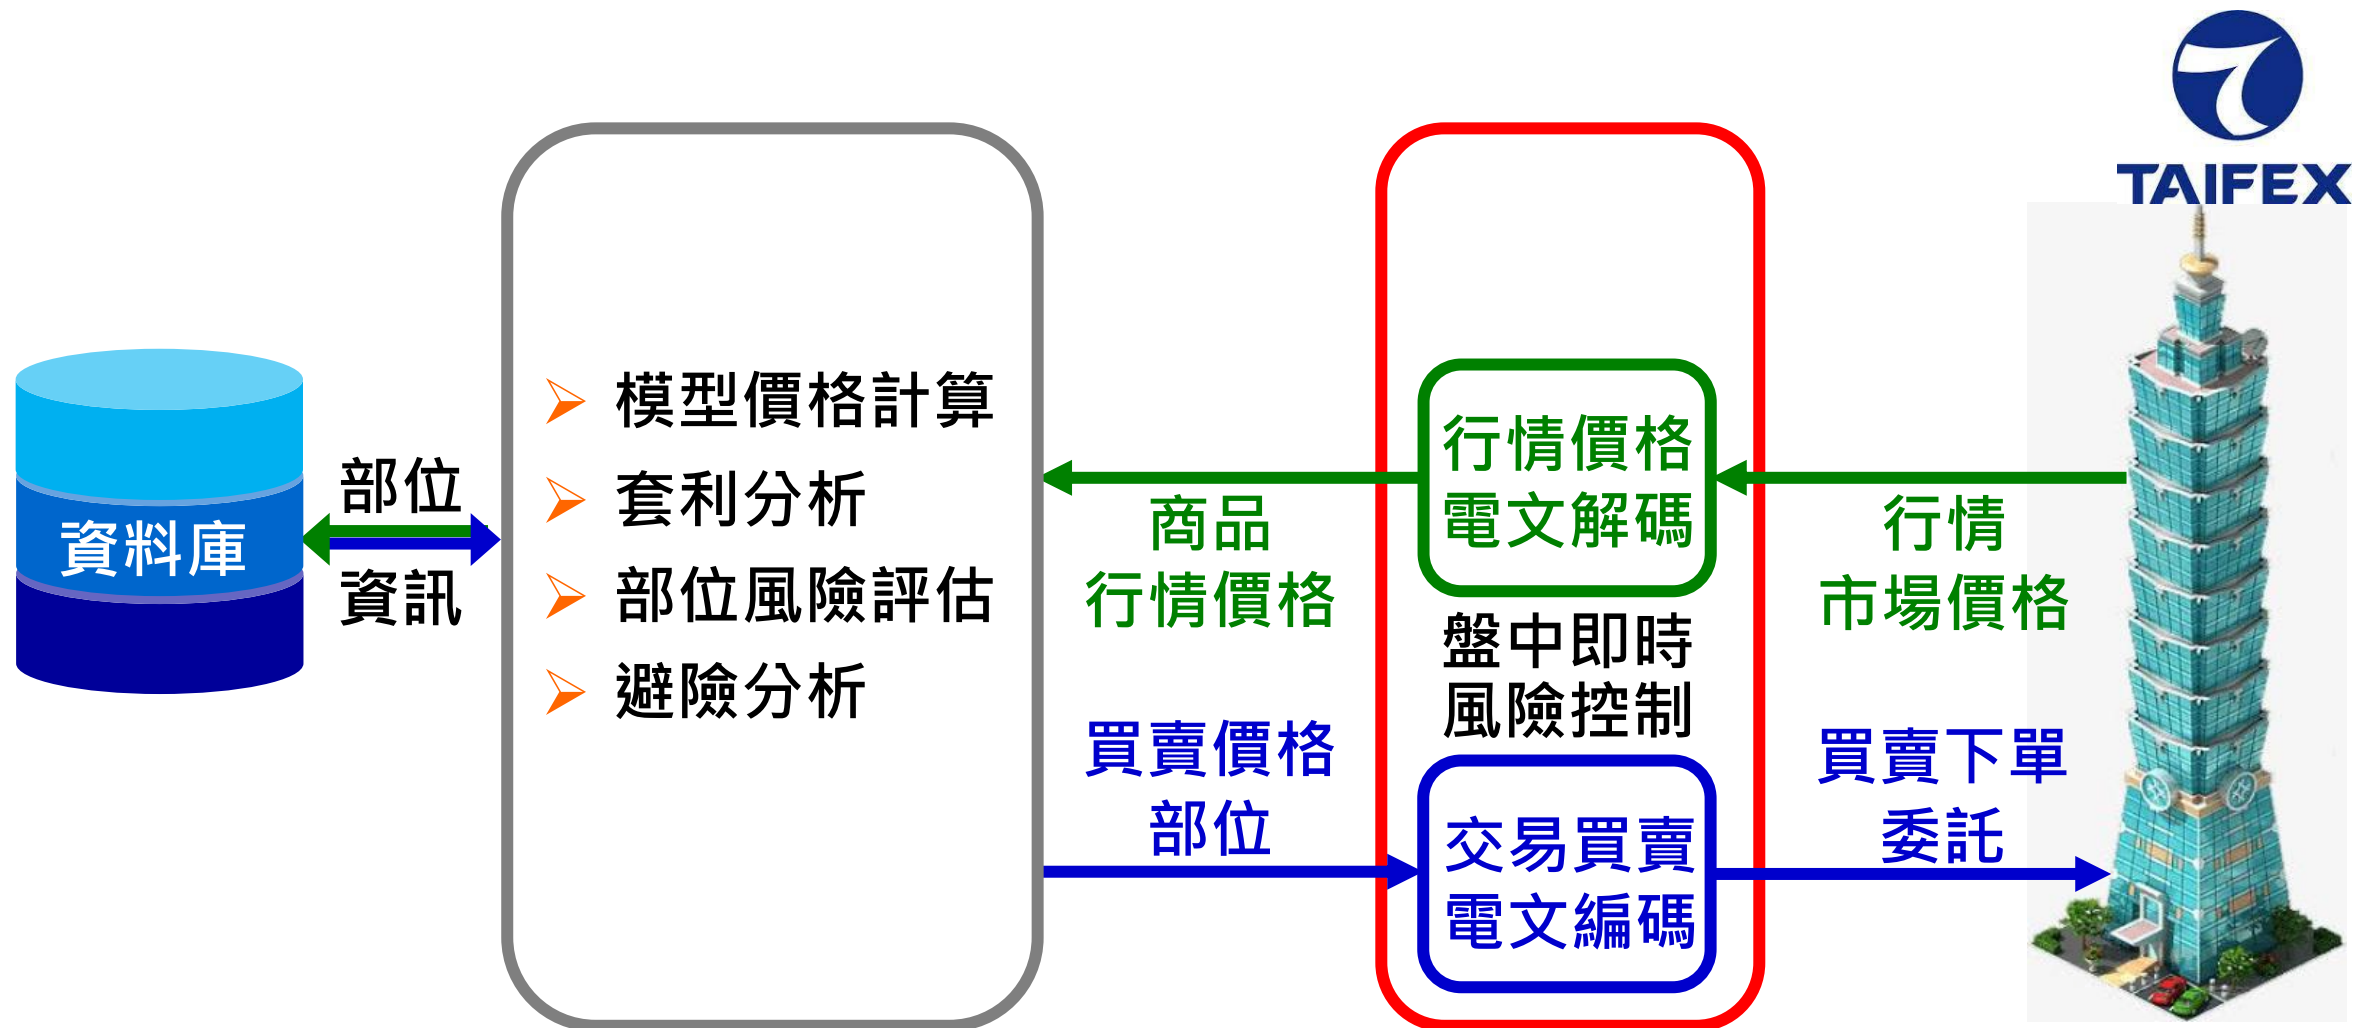 TAIFEX
資料庫
部位
資訊
模型價格計算
套利分析
部位風險評估
避險分析
商品
行情價格
買賣價格
部位
行情價格
電文解碼
盤中即時
風險控制
交易買賣
電文編碼
行情
市場價格
買賣下單
委託